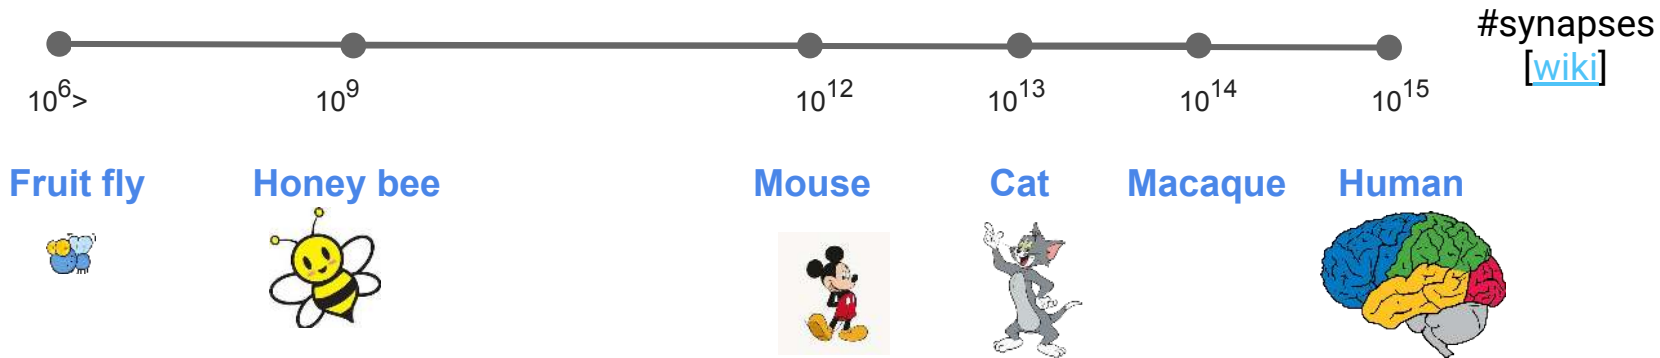 #synapses
[wiki]
10^6> 10^9 10^12 10^13 10^14 10^15
Fruit fly Honey bee Mouse Cat Macaque Human